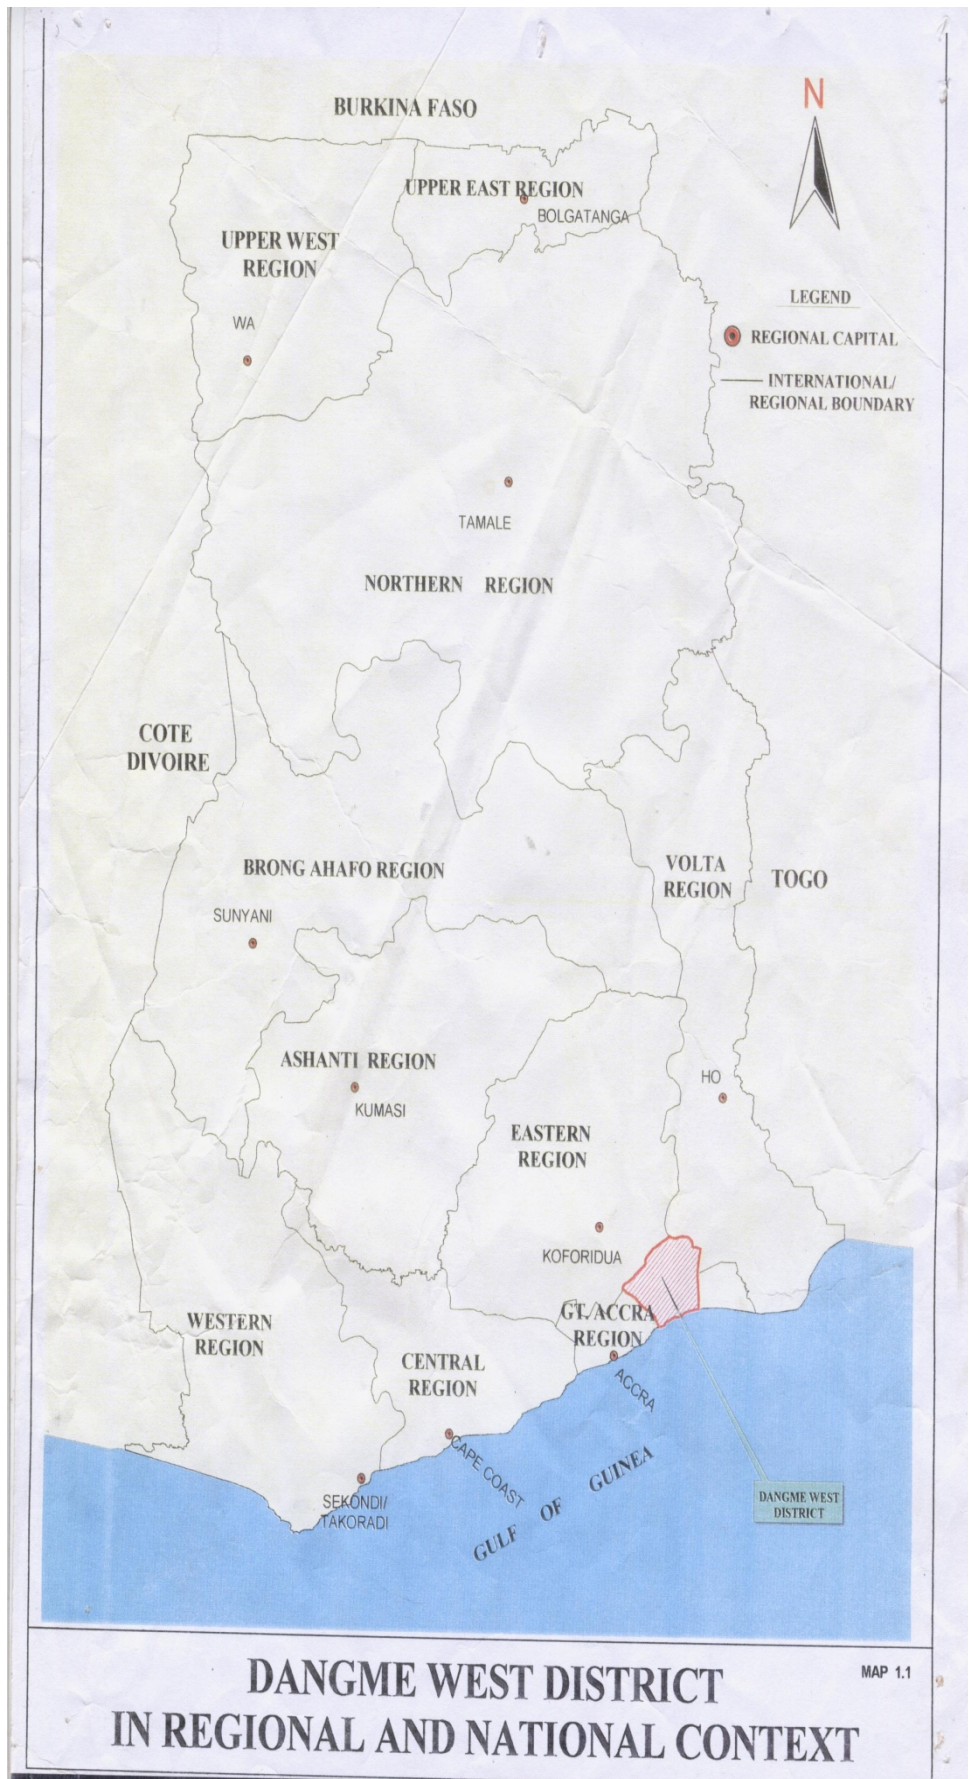 BURKINA FASO
N
UPPER EAST REGION
BOLGATANGA
UPPER WEST
REGION
WA
LEGEND
REGIONAL CAPITAL
INTERNATIONAL/
REGIONAL BOUNDARY
TAMALE
NORTHERN REGION
COTE
DIVOIRE
BRONG AHAFO REGION
SUNYANI
VOLTA
REGION
TOGO
ASHANTI REGION
KUMASI
HO
EASTERN
REGION
KOFORIDUA
GT. ACCRA
REGION
ACCRA
WESTERN
REGION
CENTRAL
REGION
CAPE COAST
SEKONDI/
TAKORADI
GULF OF GUINEA
DANGME WEST
DISTRICT
DANGME WEST DISTRICT
IN REGIONAL AND NATIONAL CONTEXT
MAP 1.1